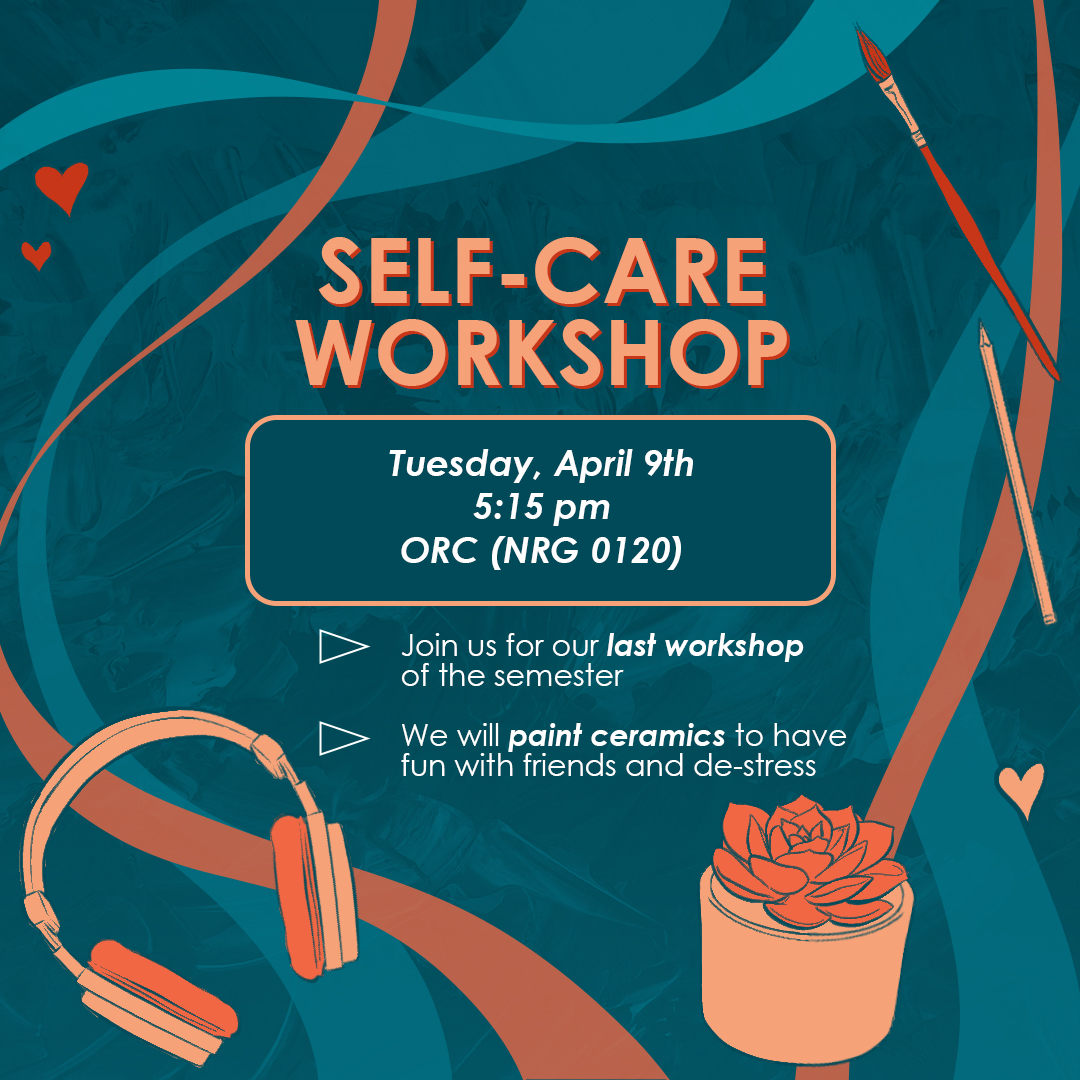 SELF-CARE
WORKSHOP
Tuesday, April 9th
5:15 pm
ORC (NRG 0120)
Join us for our last workshop
of the semester
We will paint ceramics to have
fun with friends and de-stress